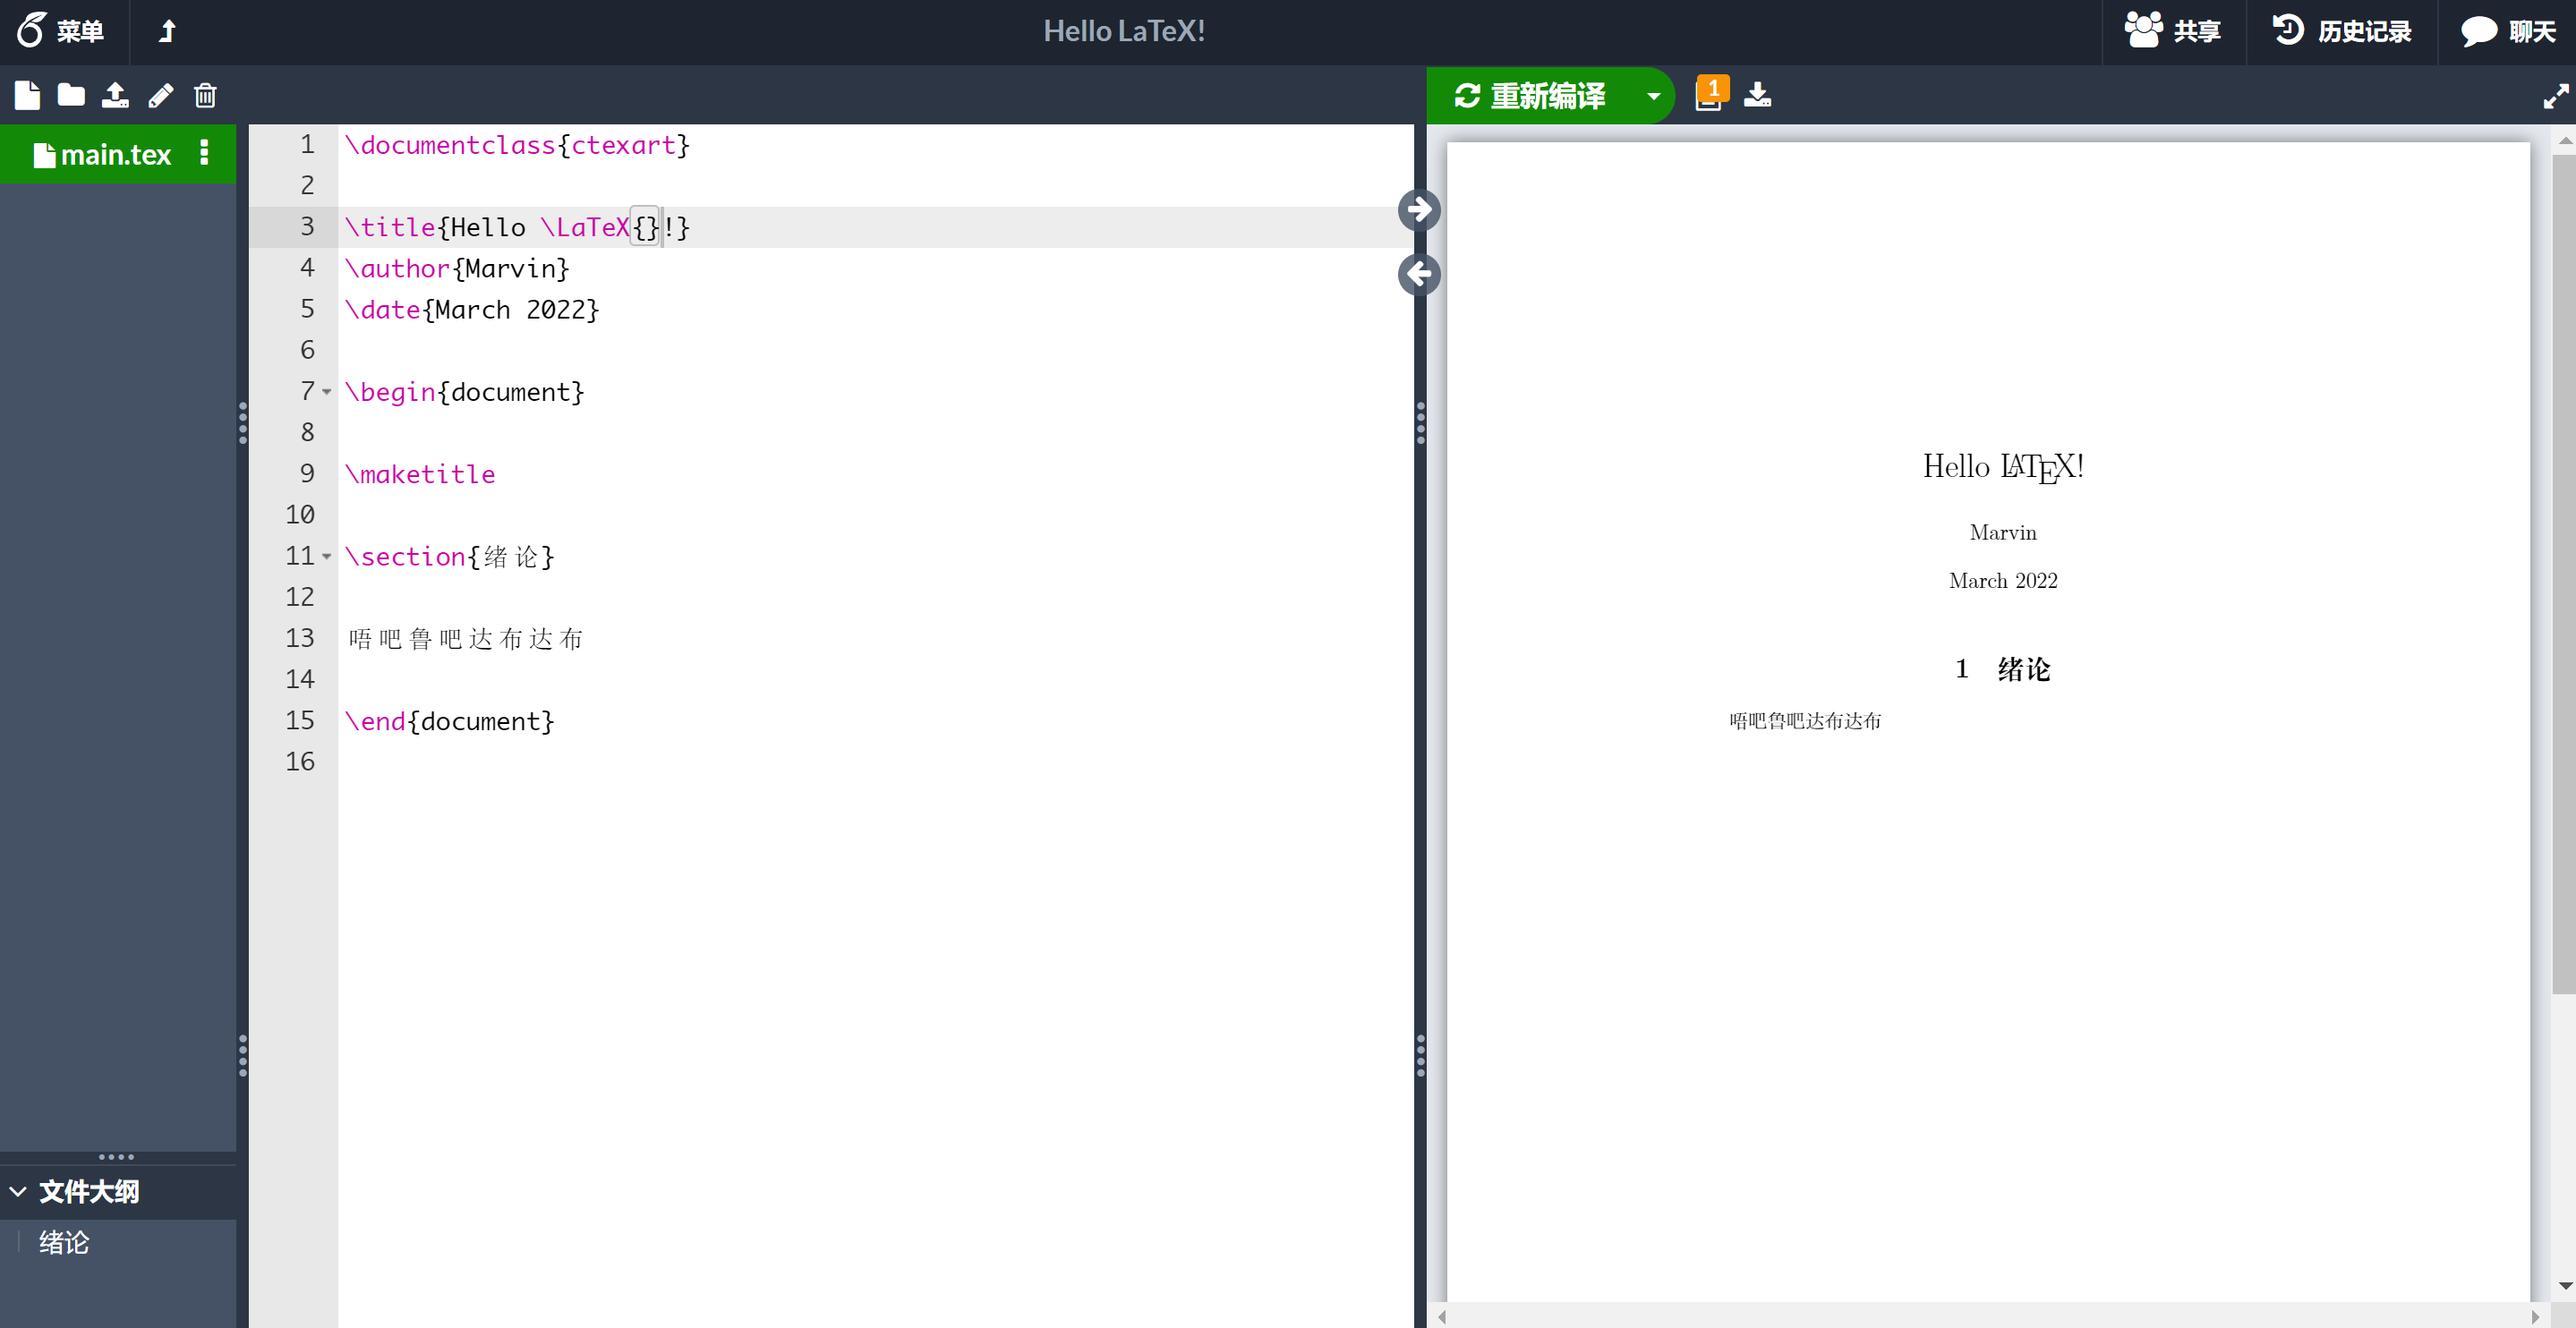 菜单
Hello LaTeX!
共享
历史记录
聊天
重新编译
1
main.tex
1 \documentclass{ctexart}
2
3 \title{Hello \LaTeX{}!}
4 \author{Marvin}
5 \date{March 2022}
6
7 \begin{document}
8
9 \maketitle
10
11 \section{绪论}
12
13 唔吧鲁吧达布达布
14
15 \end{document}
16
文件大纲
绪论
Hello LATEX!
Marvin
March 2022
1 绪论
唔吧鲁吧达布达布